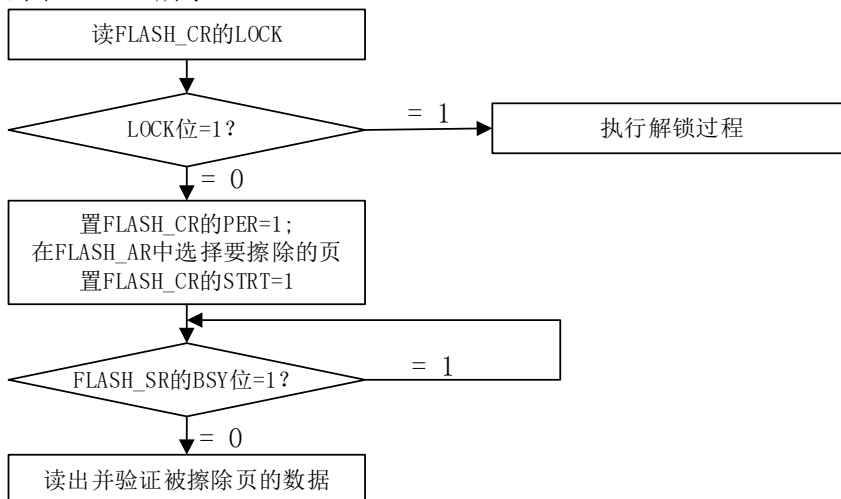 读FLASH_CR的LOCK
LOCK位=1?
= 1
执行解锁过程
= 0
置FLASH_CR的PER=1;
在FLASH_AR中选择要擦除的页
置FLASH_CR的STRT=1
FLASH_SR的BSY位=1?
= 1
= 0
读出并验证被擦除页的数据